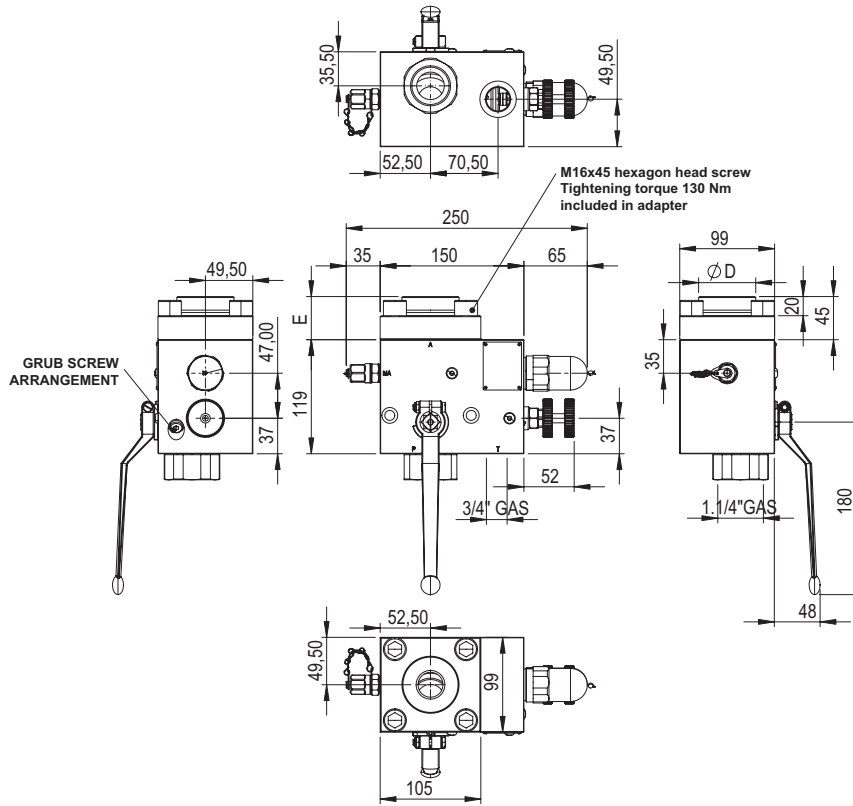 35,50
49,50
52,50
70,50
M16x45 hexagon head screw
Tightening torque 130 Nm
included in adapter
250
35
150
65
99
ØD
49,50
E
20
45
47,00
35
A
MA
GRUB SCREW
ARRANGEMENT
119
37
37
P
T
52
3/4" GAS
1.1/4"GAS
180
48
52,50
49,50
99
105